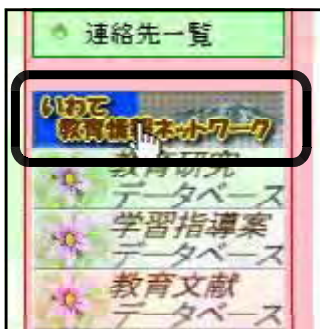 連絡先一覧
いわて
教育情報ネットワーク
教育研究
データベース
学習指導案
データベース
教育文献
データベース